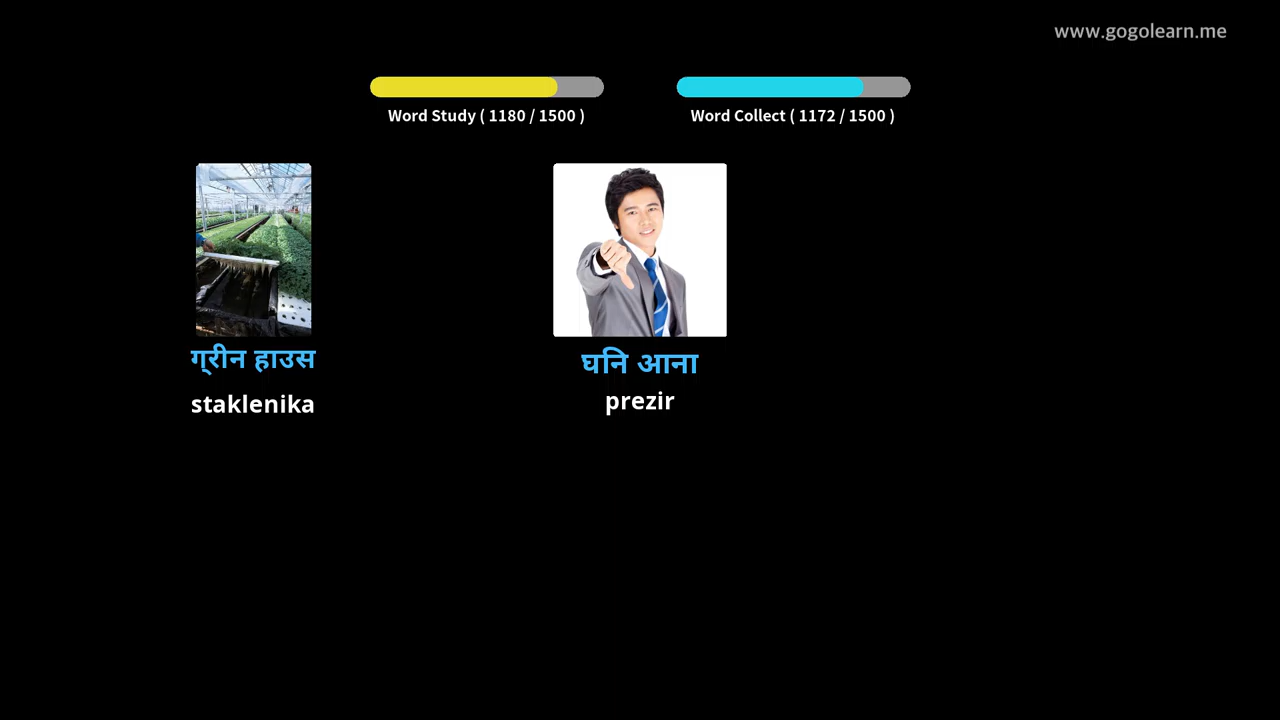 www.gogolearn.me
Word Study ( 1180 / 1500 )
Word Collect ( 1172 / 1500 )
ग्रीन हाउस
staklenika
घनि आना
prezir